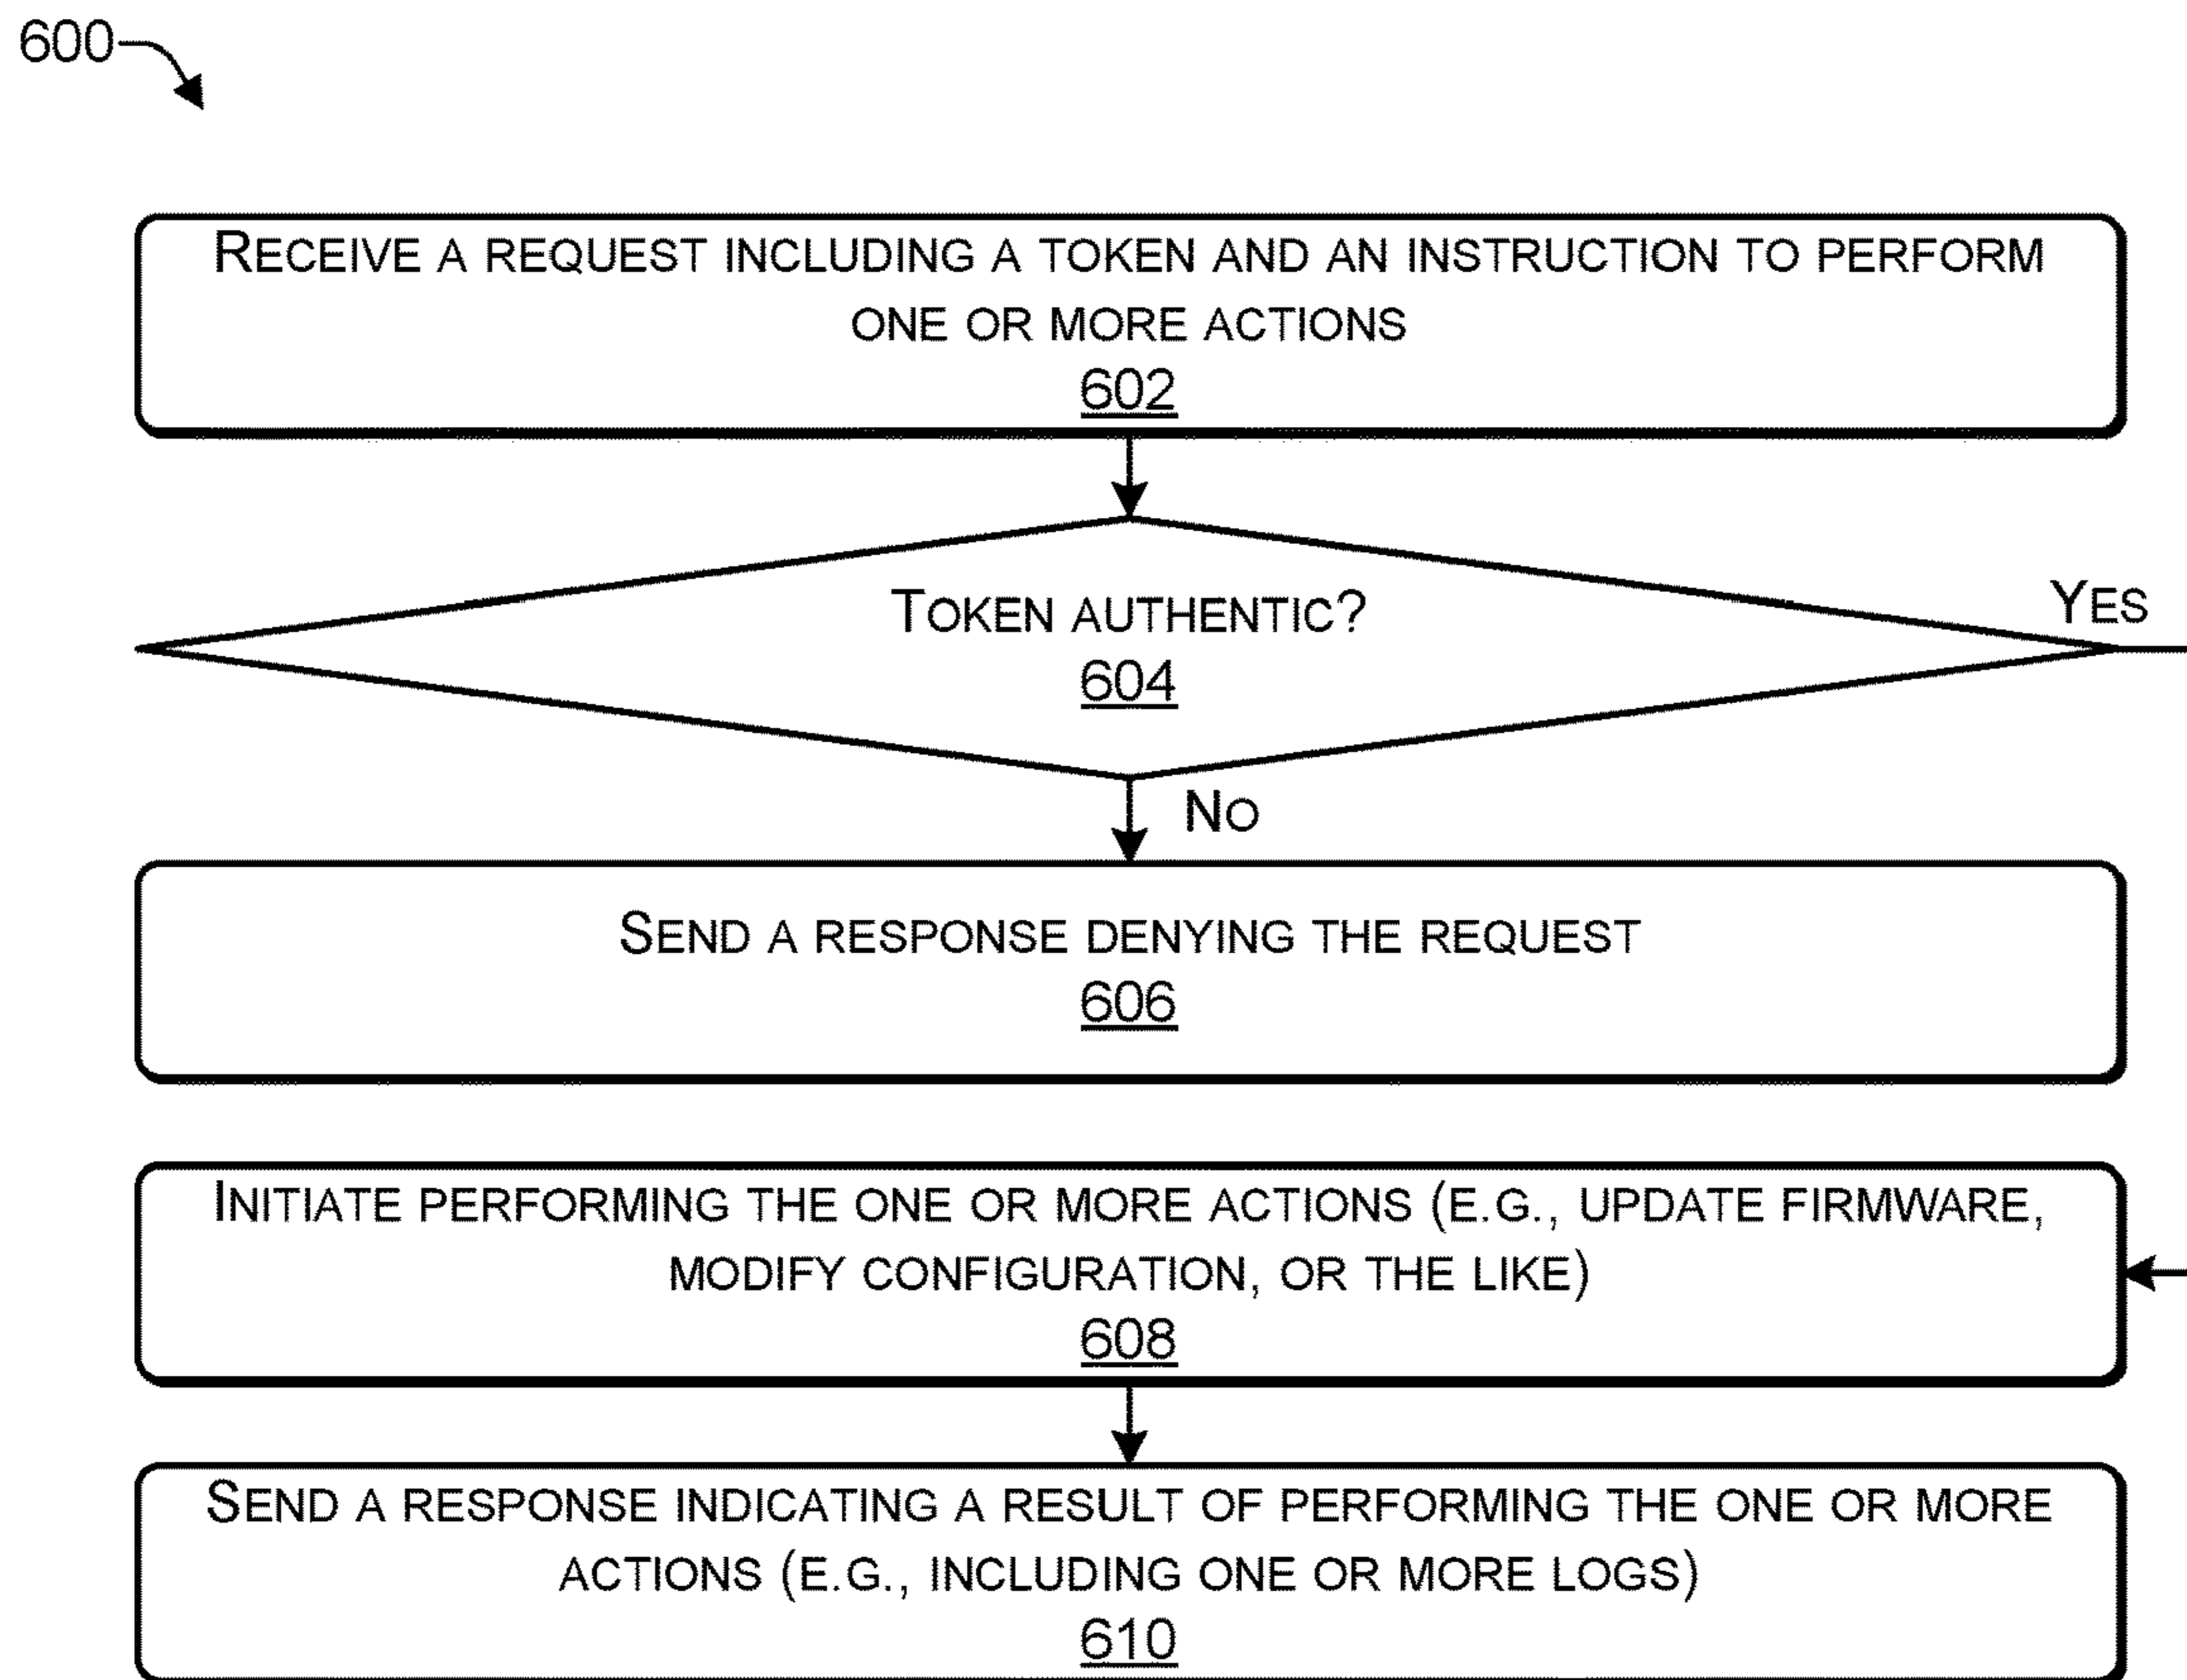 600
RECEIVE A REQUEST INCLUDING A TOKEN AND AN INSTRUCTION TO PERFORM
ONE OR MORE ACTIONS
602
TOKEN AUTHENTIC?
604
YES
NO
SEND A RESPONSE DENYING THE REQUEST
606
INITIATE PERFORMING THE ONE OR MORE ACTIONS (E.G., UPDATE FIRMWARE,
MODIFY CONFIGURATION, OR THE LIKE)
608
SEND A RESPONSE INDICATING A RESULT OF PERFORMING THE ONE OR MORE
ACTIONS (E.G., INCLUDING ONE OR MORE LOGS)
610